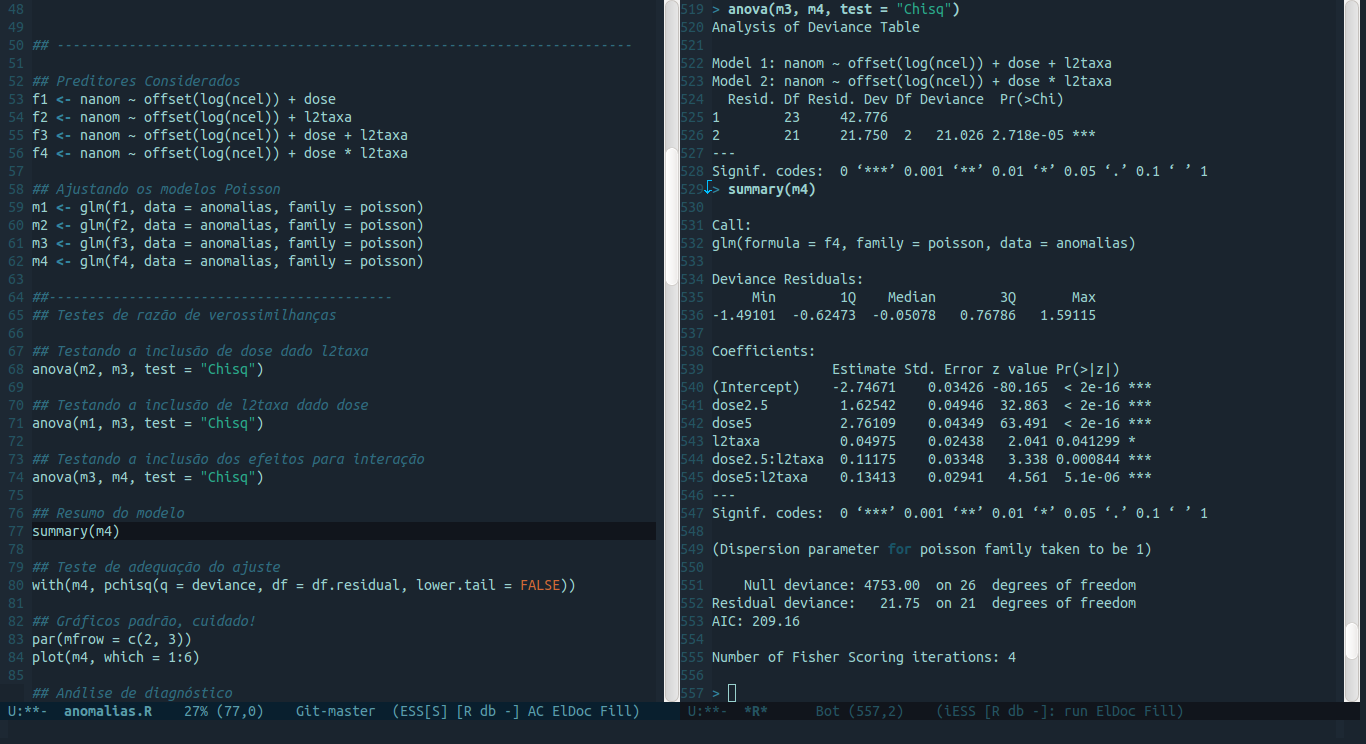 48
49
50 ## ------------------------------------------------------------------------
51
52 ## Preditores Considerados
53 f1 <- nanom ~ offset(log(ncel)) + dose
54 f2 <- nanom ~ offset(log(ncel)) + l2taxa
55 f3 <- nanom ~ offset(log(ncel)) + dose + l2taxa
56 f4 <- nanom ~ offset(log(ncel)) + dose * l2taxa
57
58 ## Ajustando os modelos Poisson
59 m1 <- glm(f1, data = anomalias, family = poisson)
60 m2 <- glm(f2, data = anomalias, family = poisson)
61 m3 <- glm(f3, data = anomalias, family = poisson)
62 m4 <- glm(f4, data = anomalias, family = poisson)
63
64 ##-------------------------------------------
65 ## Testes de razão de verossimilhanças
66
67 ## Testando a inclusão de dose dado l2taxa
68 anova(m2, m3, test = "Chisq")
69
70 ## Testando a inclusão de l2taxa dado dose
71 anova(m1, m3, test = "Chisq")
72
73 ## Testando a inclusão dos efeitos para interação
74 anova(m3, m4, test = "Chisq")
75
76 ## Resumo do modelo
77 summary(m4)
78
79 ## Teste de adequação do ajuste
80 with(m4, pchisq(q = deviance, df = df.residual, lower.tail = FALSE))
81
82 ## Gráficos padrão, cuidado!
83 par(mfrow = c(2, 3))
84 plot(m4, which = 1:6)
85
## Análise de diagnóstico
U:**-  anomalias.R    27% (77,0)    Git-master  (ESS[S] [R db -] AC ElDoc Fill)
519 > anova(m3, m4, test = "Chisq")
520 Analysis of Deviance Table
521
522 Model 1: nanom ~ offset(log(ncel)) + dose + l2taxa
523 Model 2: nanom ~ offset(log(ncel)) + dose * l2taxa
524   Resid. Df Resid. Dev Df Deviance  Pr(>Chi)
525 1        23     42.776
526 2        21     21.750  2   21.026 2.718e-05 ***
527 ---
528 Signif. codes:  0 ‘***’ 0.001 ‘**’ 0.01 ‘*’ 0.05 ‘.’ 0.1 ‘ ’ 1
529 > summary(m4)
530
531 Call:
532 glm(formula = f4, family = poisson, data = anomalias)
533
534 Deviance Residuals:
535      Min        1Q    Median        3Q       Max
536 -1.49101  -0.62473  -0.05078   0.76786   1.59115
537
538 Coefficients:
539                Estimate Std. Error z value Pr(>|z|)
540 (Intercept)    -2.74671    0.03426 -80.165  < 2e-16 ***
541 dose2.5         1.62542    0.04946  32.863  < 2e-16 ***
542 dose5           2.76109    0.04349  63.491  < 2e-16 ***
543 l2taxa          0.04975    0.02438   2.041 0.041299 *
544 dose2.5:l2taxa  0.11175    0.03348   3.338 0.000844 ***
545 dose5:l2taxa    0.13413    0.02941   4.561  5.1e-06 ***
546 ---
547 Signif. codes:  0 ‘***’ 0.001 ‘**’ 0.01 ‘*’ 0.05 ‘.’ 0.1 ‘ ’ 1
548
549 (Dispersion parameter for poisson family taken to be 1)
550
551     Null deviance: 4753.00  on 26  degrees of freedom
552 Residual deviance:   21.75  on 21  degrees of freedom
553 AIC: 209.16
554
555 Number of Fisher Scoring iterations: 4
556
557 >
U:**-  *R*      Bot (557,2)    (iESS [R db -]: run ElDoc Fill)